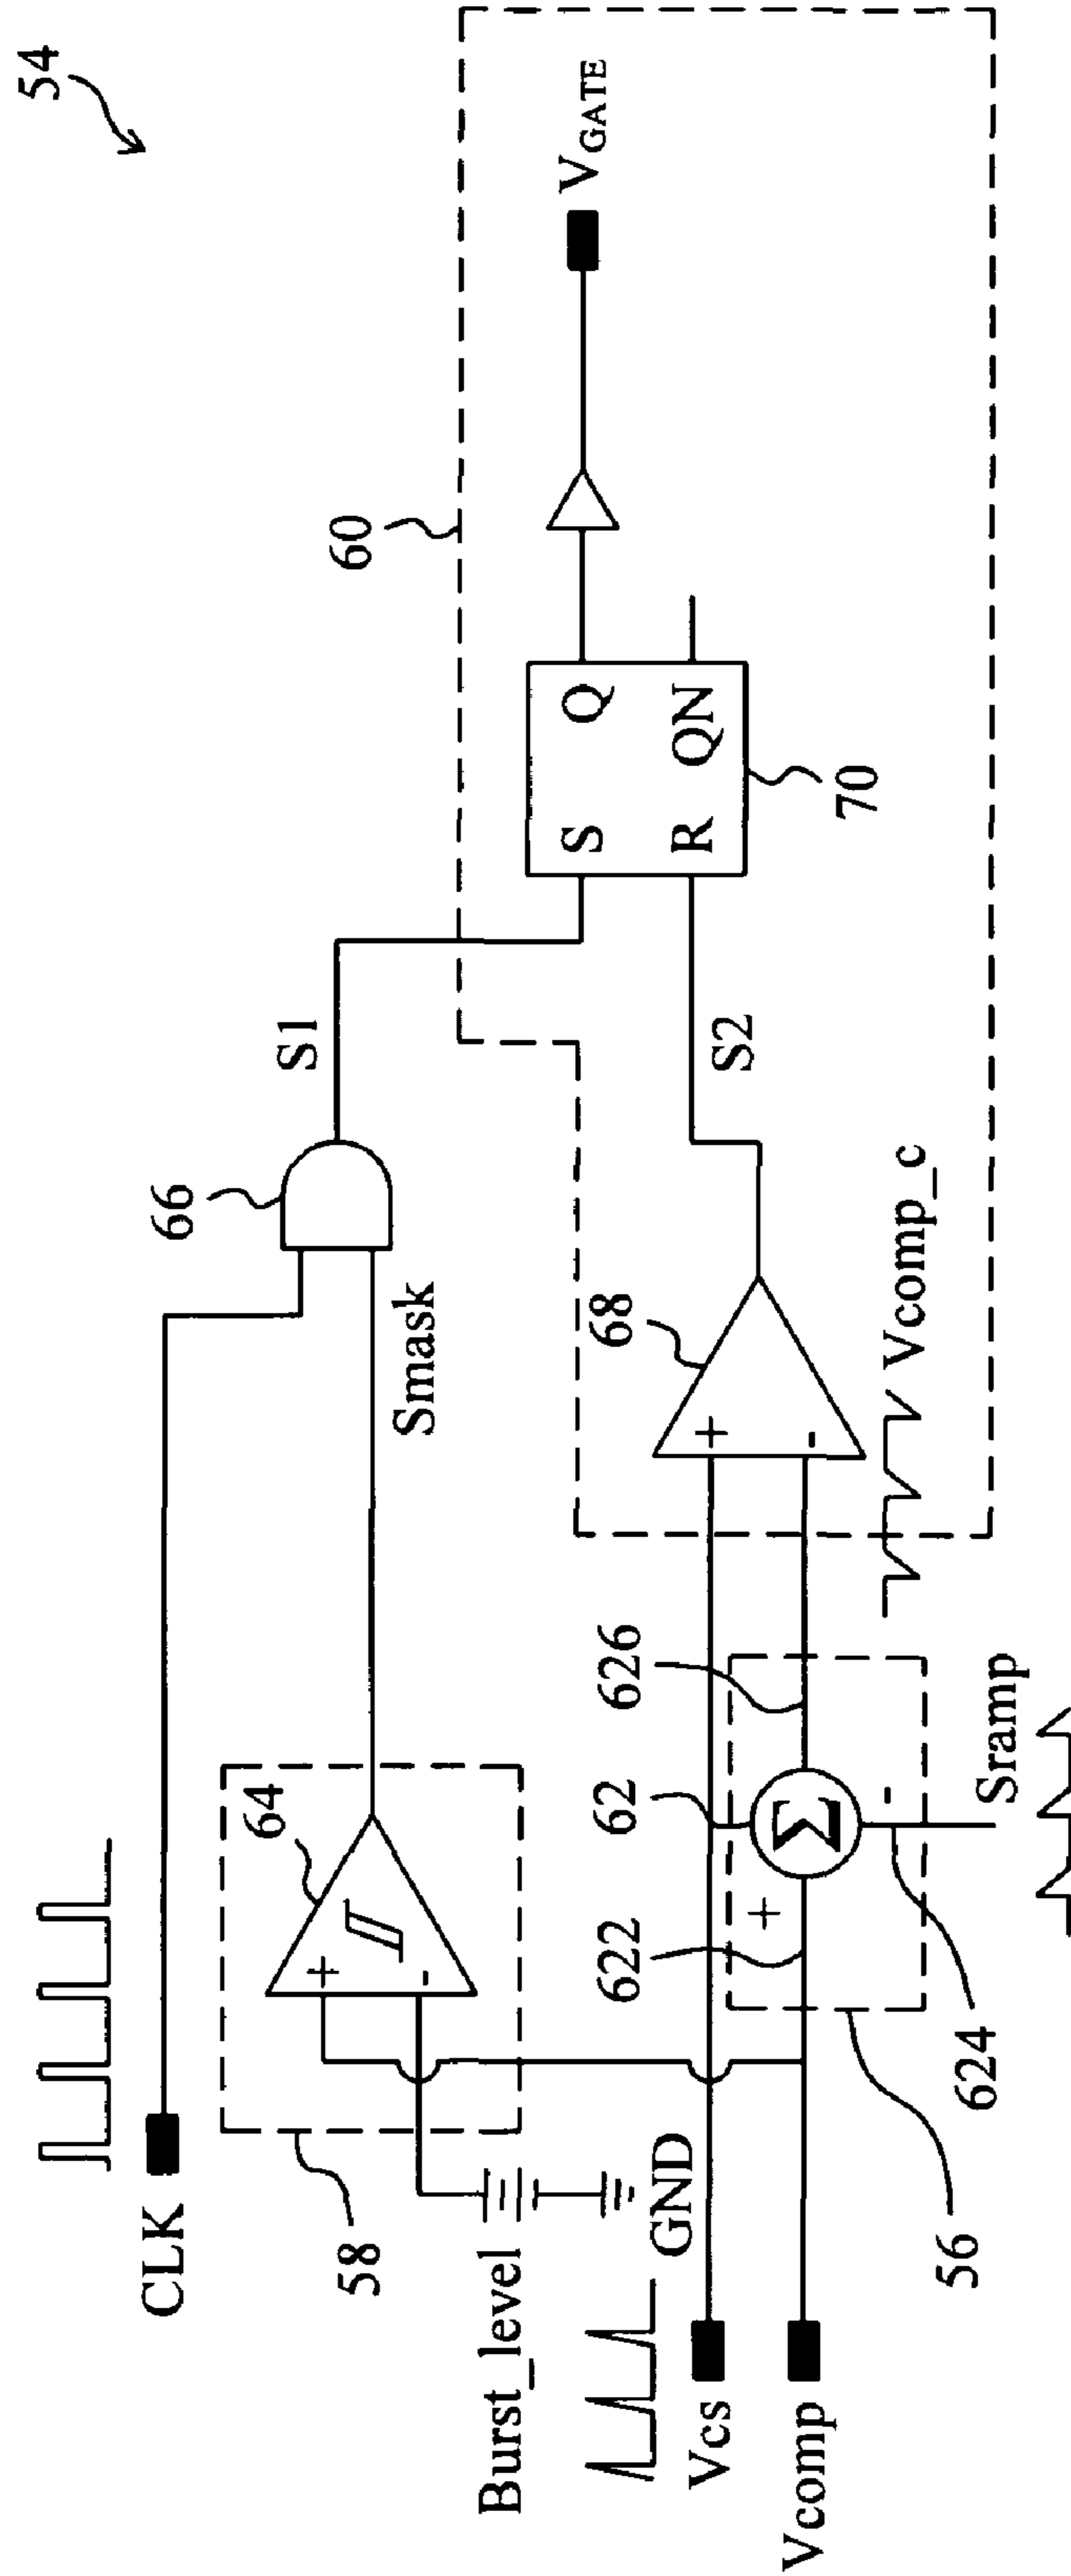 54
CLK
58
64
+
-
Smask
66
S1
60
Burst_level
GND
Vcs
Vcomp
622
+
62
Σ
-
626
624
56
Sramp
68
+
-
Vcomp_c
S2
S Q
R QN
70
VGATE